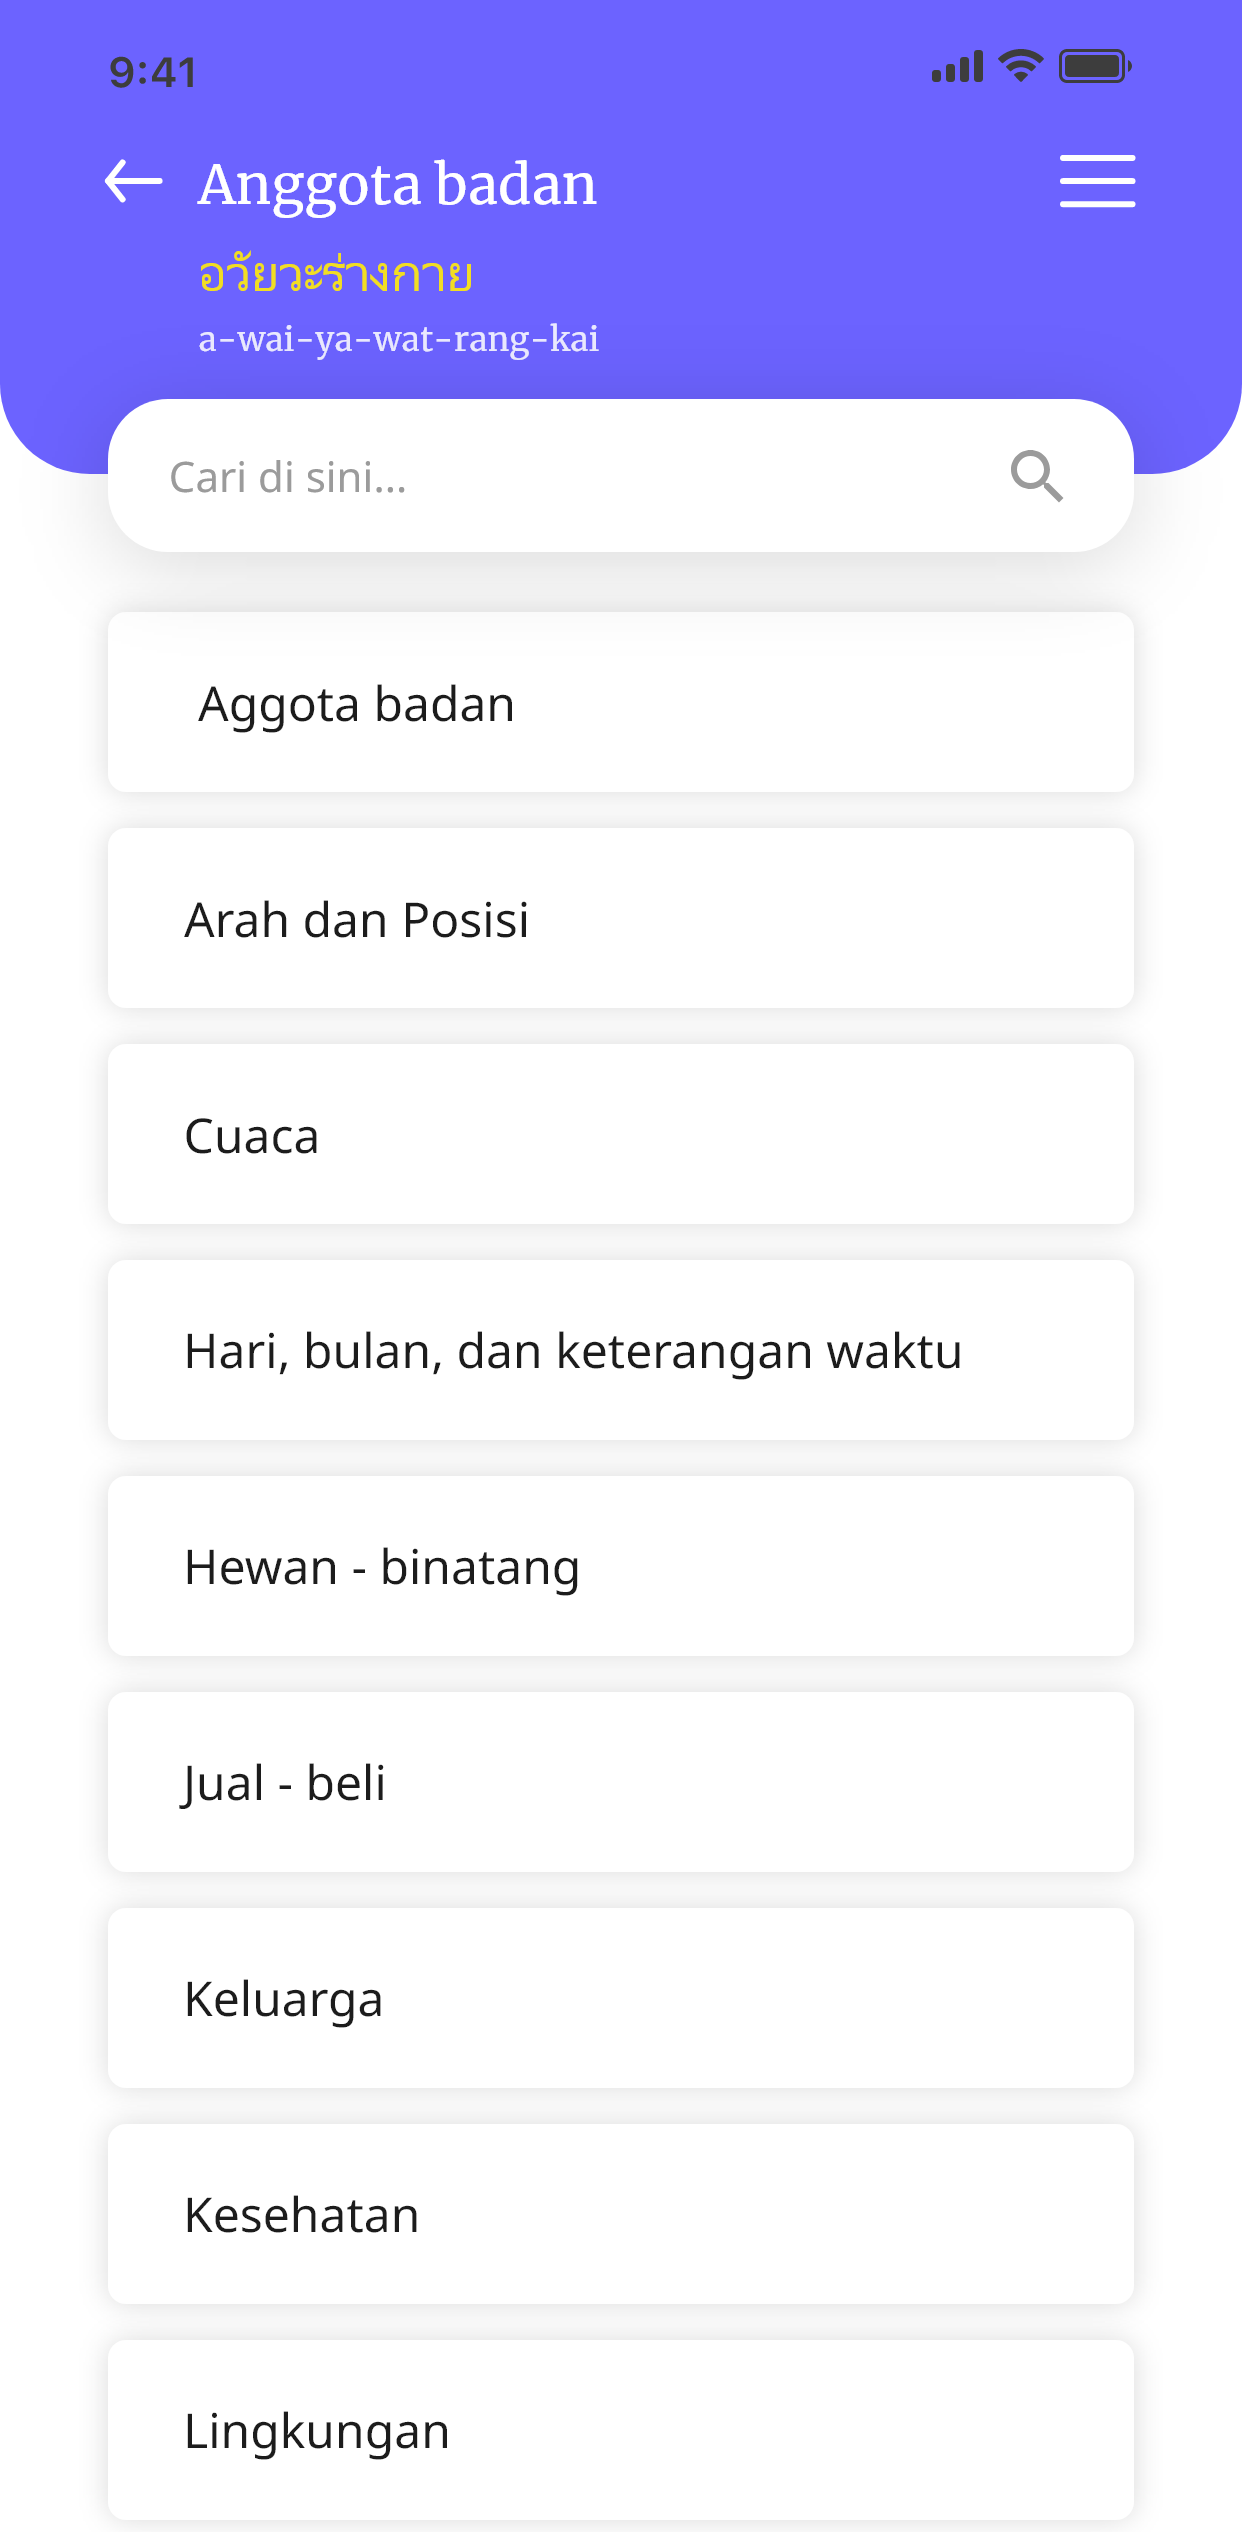 9:41
Anggota badan
อวัยวะร่างกาย
a-wai-ya-wat-rang-kai
Cari di sini...
Aggota badan
Arah dan Posisi
Cuaca
Hari, bulan, dan keterangan waktu
Hewan - binatang
Jual - beli
Keluarga
Kesehatan
Lingkungan